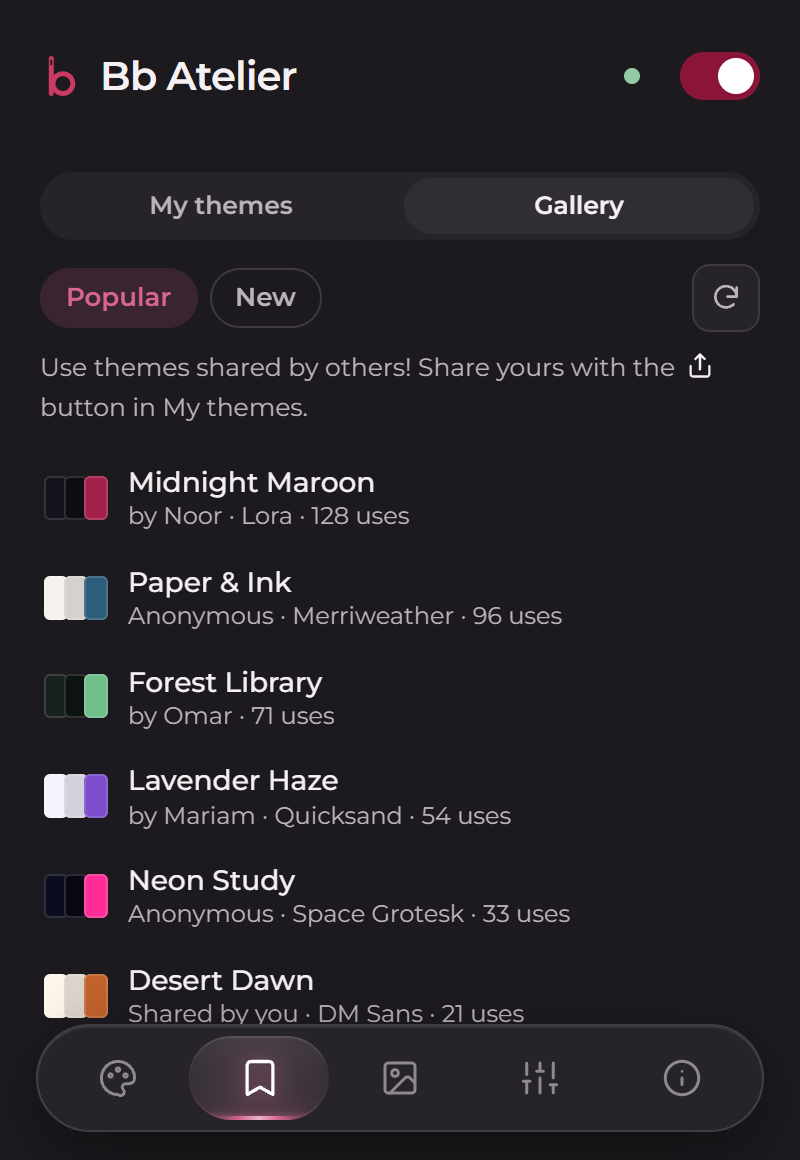 Bb Atelier
My themes
Gallery
Popular
New
Use themes shared by others! Share yours with the
button in My themes.
Midnight Maroon
by Noor · Lora · 128 uses
Paper & Ink
Anonymous · Merriweather · 96 uses
Forest Library
by Omar · 71 uses
Lavender Haze
by Mariam · Quicksand · 54 uses
Neon Study
Anonymous · Space Grotesk · 33 uses
Desert Dawn
Shared by you · DM Sans · 21 uses